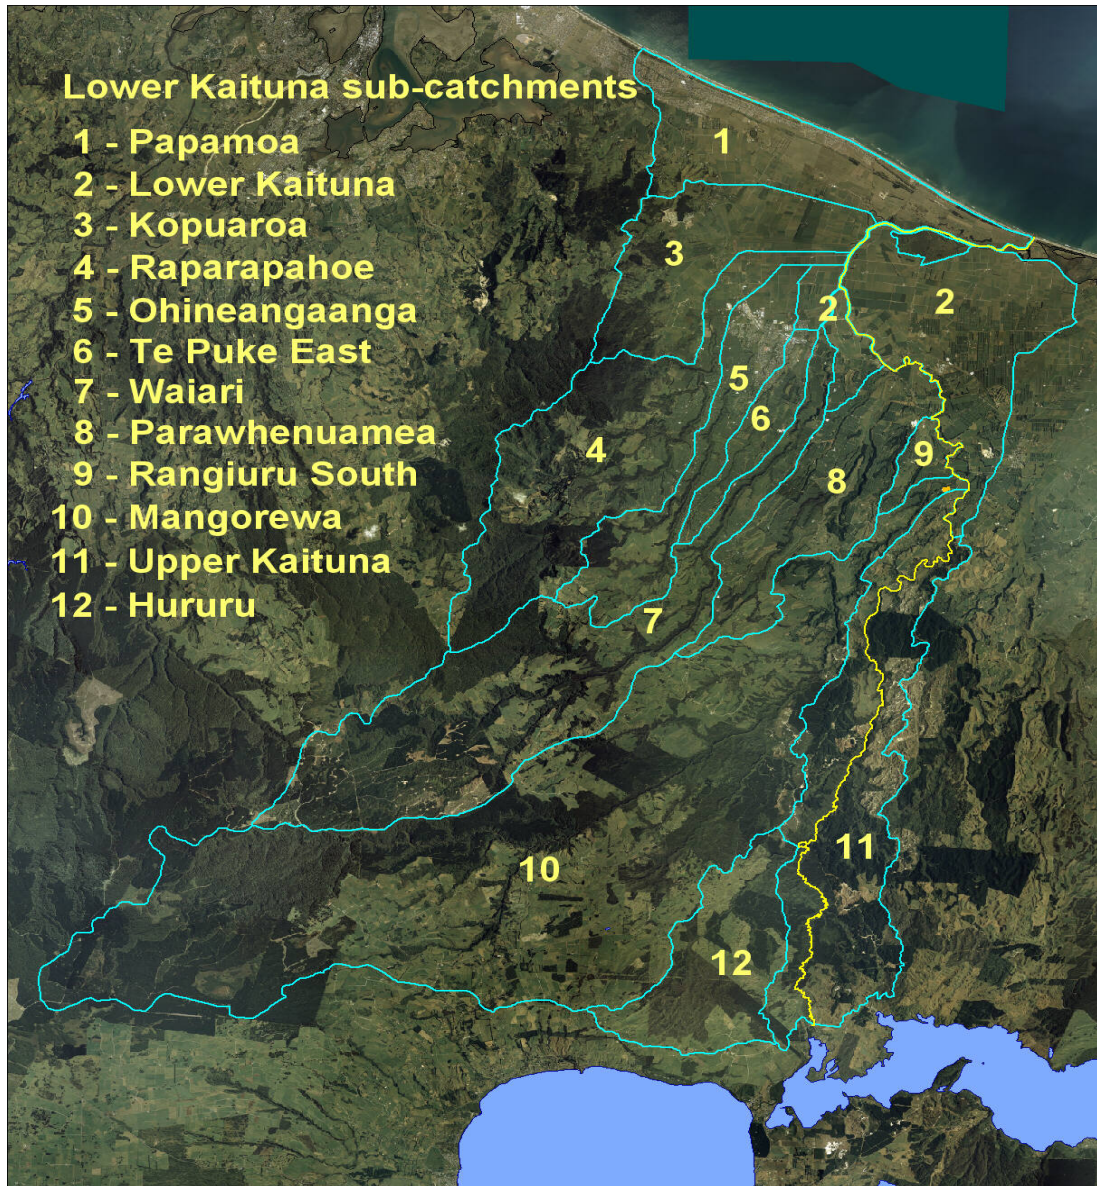 Lower Kaituna sub-catchments
1 - Papamoa
2 - Lower Kaituna
3 - Kopuaroa
4 - Raparapahoe
5 - Ohineangaanga
6 - Te Puke East
7 - Waiari
8 - Parawhenuamea
9 - Rangiuru South
10 - Mangorewa
11 - Upper Kaituna
12 - Hururu
1
3
2
2
5
6
4
9
8
7
11
10
12